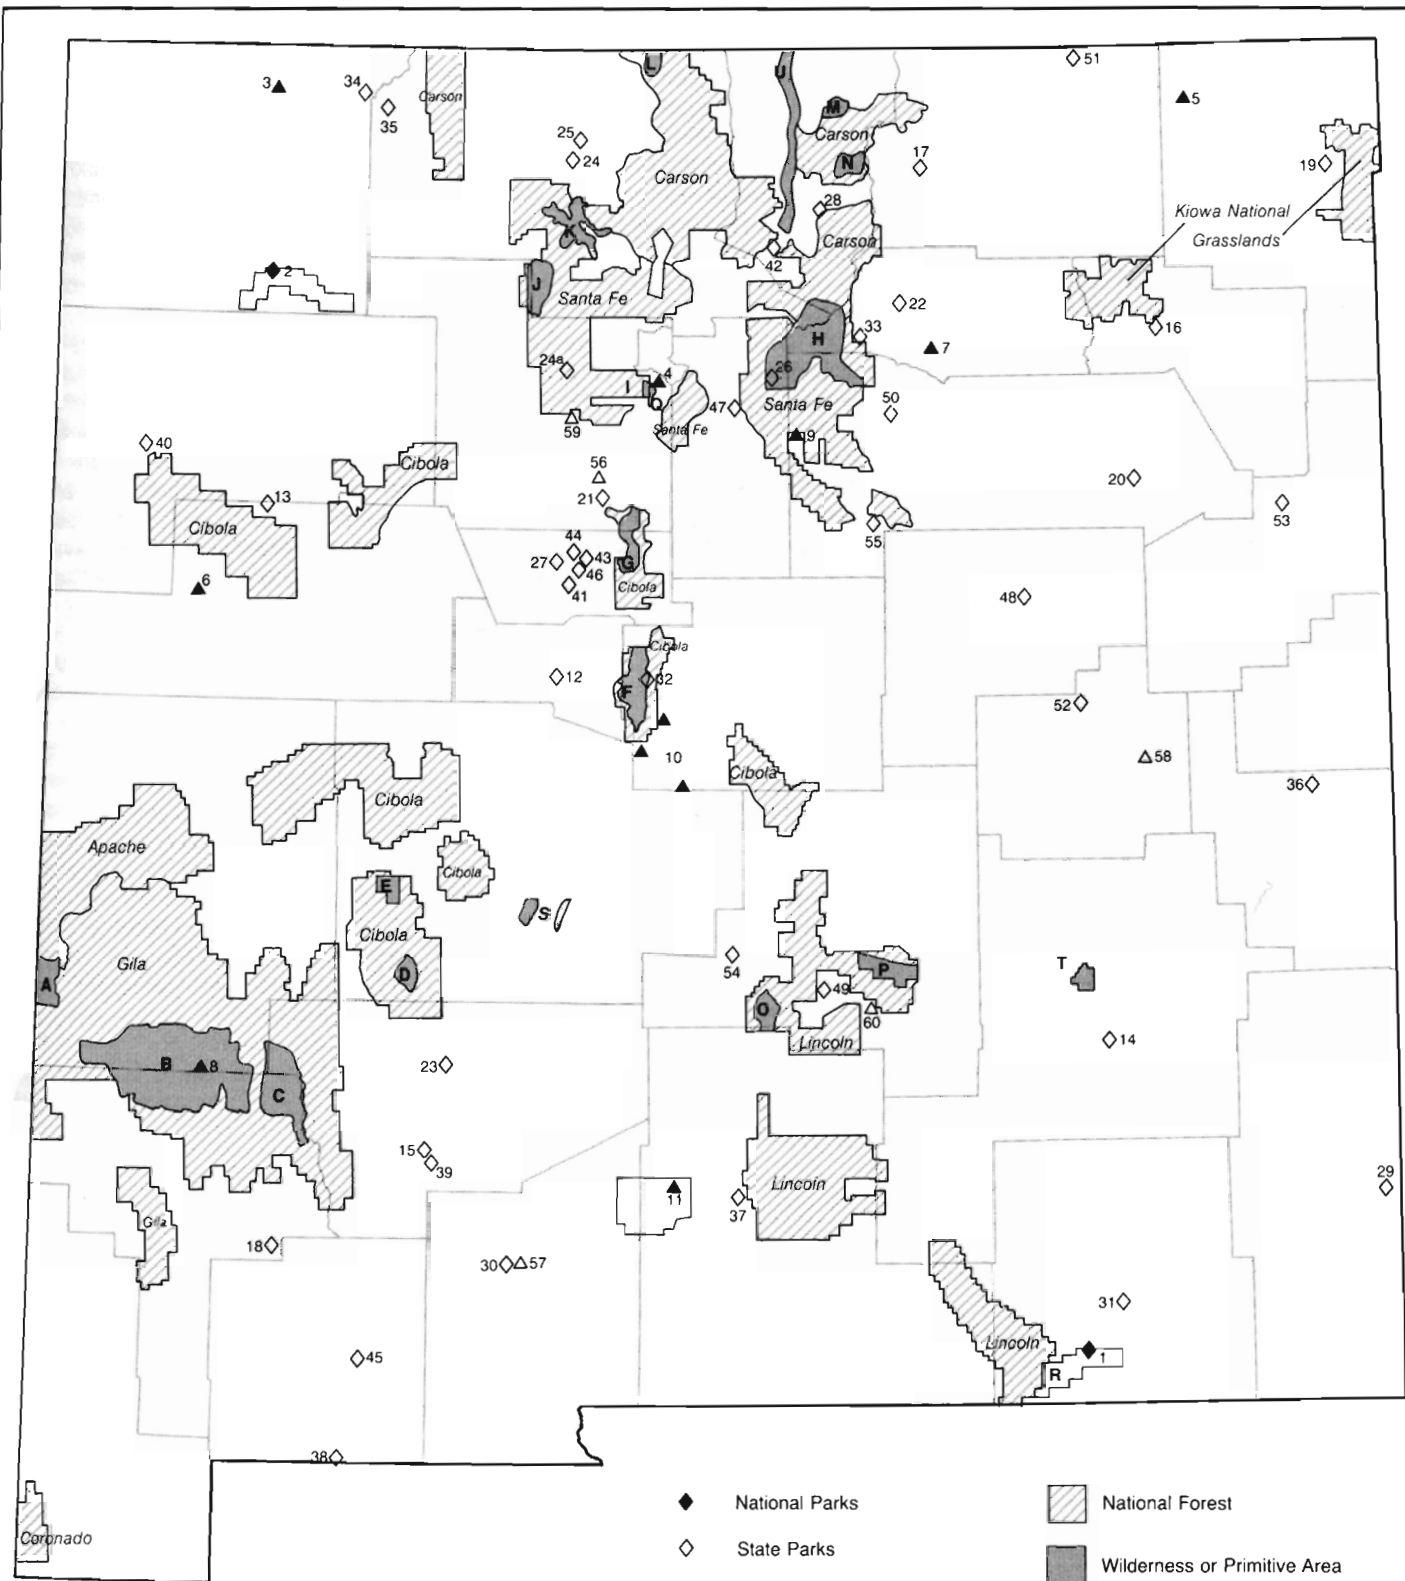 51
L
U
3
34
35
Carson
5
M
Carson
25
24
N
17
19
Carson
28
Kiowa National
Grasslands
K
Carson
42
2
J
Santa Fe
22
H
33
7
16
24a
I
4
26
Q
47
Santa Fe
50
59
Santa Fe
9
40
Cibola
56
21
20
53
13
Cibola
55
44
27
43
46
G
41
Cibola
6
48
Cibola
12
F
32
52
10
58
Cibola
36
Cibola
Apache
Cibola
E
S
Cibola
Gila
D
54
P
T
A
49
O
60
Lincoln
14
B
8
23
C
15
39
Lincoln
11
37
29
Gila
18
30
57
31
Lincoln
1
R
45
38
Coronado
National Parks
State Parks
National Forest
Wilderness or Primitive Area